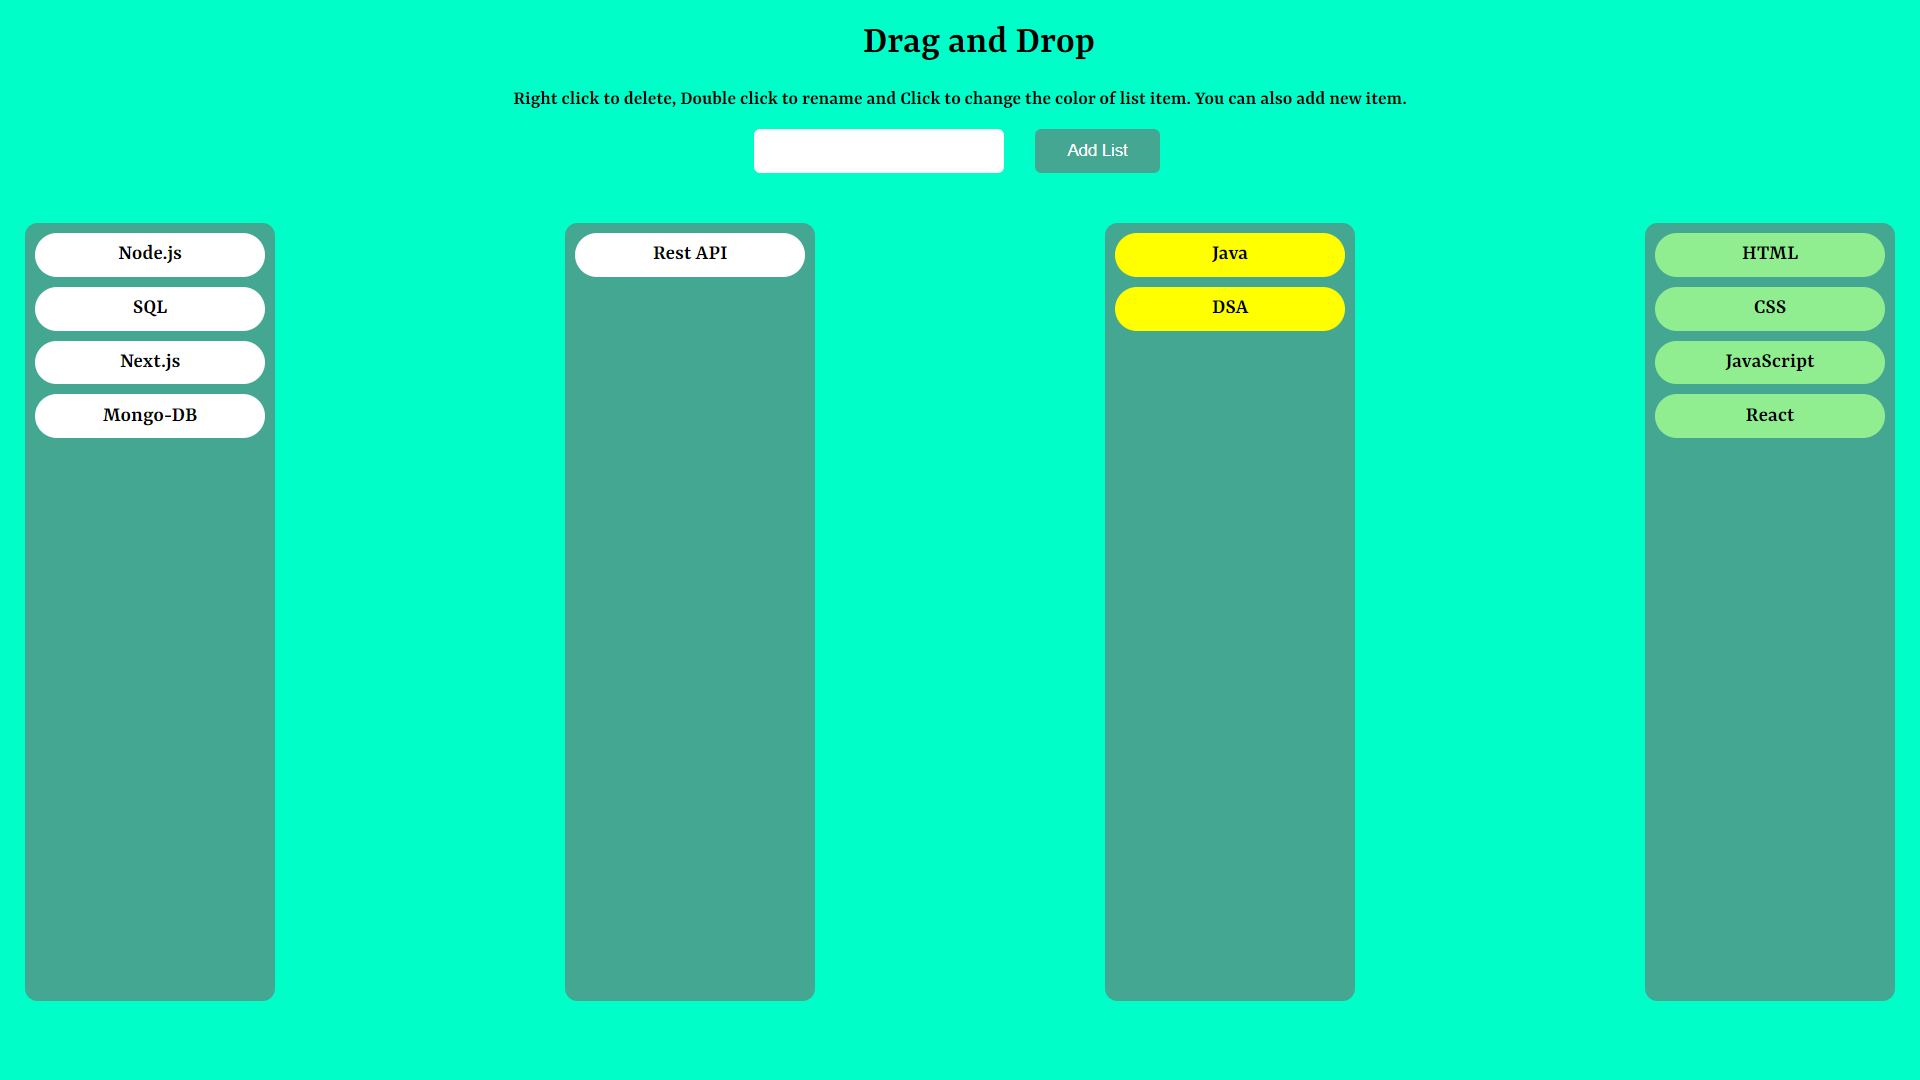 Drag and Drop
Right click to delete, Double click to rename and Click to change the color of list item. You can also add new item.
Add List
Node.js
SQL
Next.js
Mongo-DB
Rest API
Java
DSA
HTML
CSS
JavaScript
React